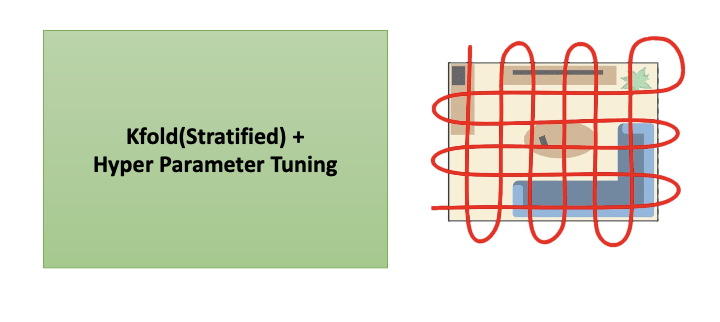 Kfold(Stratified) +
Hyper Parameter Tuning